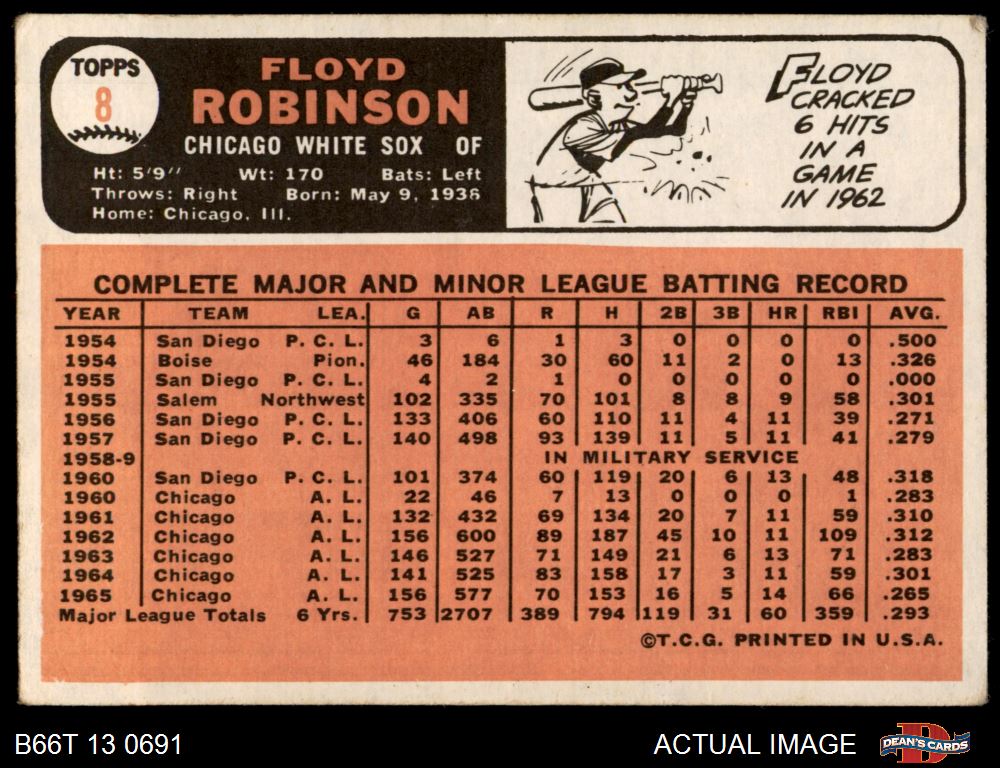 TOPPS
8
FLOYD
ROBINSON
CHICAGO WHITE SOX OF
Ht: 5'9" Wt: 170 Bats: Left
Throws: Right Born: May 9, 1936
Home: Chicago, Ill.
FLOYD
CRACKED
6 HITS
IN A
GAME
IN 1962
COMPLETE MAJOR AND MINOR LEAGUE BATTING RECORD
YEAR TEAM LEA. G AB R H 2B 3B HR RBI AVG.
1954 San Diego P. C. L. 3 6 1 3 0 0 0 0 .500
1954 Boise Pion. 46 184 30 60 11 2 0 13 .326
1955 San Diego P. C. L. 4 2 1 0 0 0 0 0 .000
1955 Salem Northwest 102 335 70 101 8 8 9 58 .301
1956 San Diego P. C. L. 133 406 60 110 11 4 11 39 .271
1957 San Diego P. C. L. 140 498 93 139 11 5 11 41 .279
1958-9 IN MILITARY SERVICE
1960 San Diego P. C. L. 101 374 60 119 20 6 13 48 .318
1960 Chicago A. L. 22 46 7 13 0 0 0 1 .283
1961 Chicago A. L. 132 432 69 134 20 7 11 59 .310
1962 Chicago A. L. 156 600 89 187 45 10 11 109 .312
1963 Chicago A. L. 146 527 71 149 21 6 13 71 .283
1964 Chicago A. L. 141 525 83 158 17 3 11 59 .301
1965 Chicago A. L. 156 577 70 153 16 5 14 66 .265
Major League Totals 6 Yrs. 753 2707 389 794 119 31 60 359 .293
©T.C.G. PRINTED IN U.S.A.
B66T 13 0691
ACTUAL IMAGE
DEAN'S CARDS